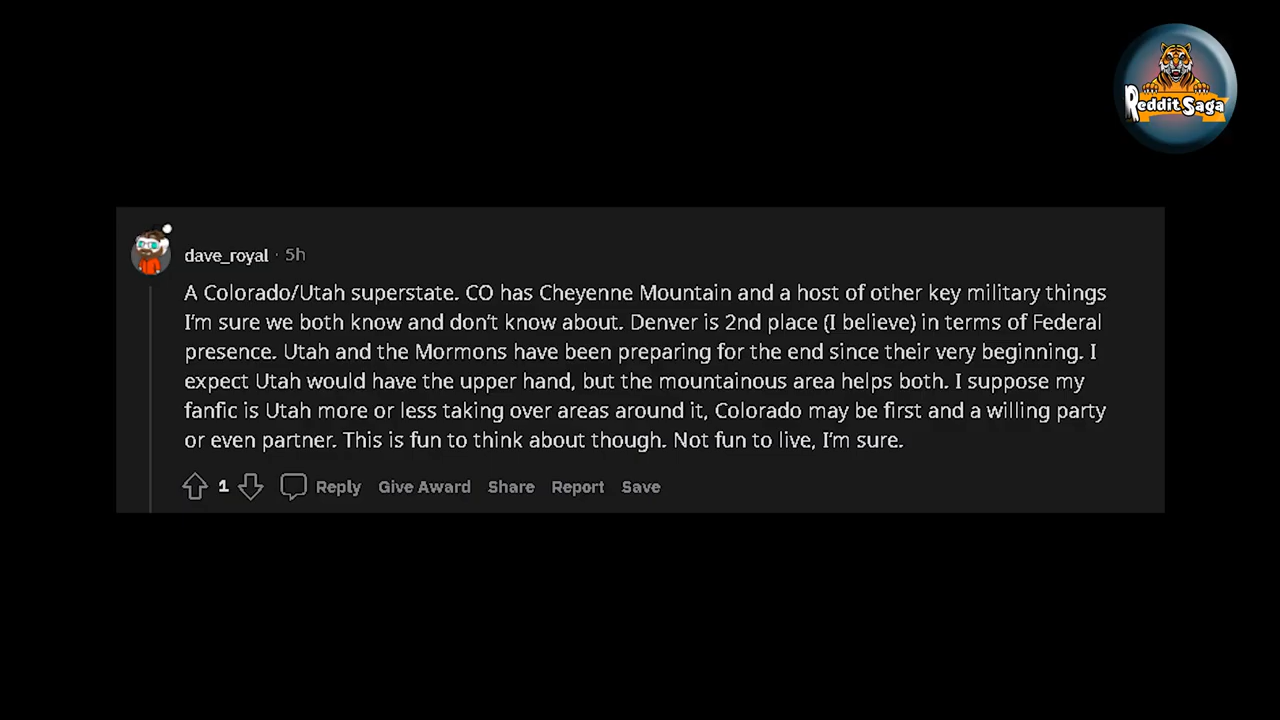 Reddit Saga
dave_royal · 5h
A Colorado/Utah superstate. CO has Cheyenne Mountain and a host of other key military things
I'm sure we both know and don't know about. Denver is 2nd place (I believe) in terms of Federal
presence. Utah and the Mormons have been preparing for the end since their very beginning. I
expect Utah would have the upper hand, but the mountainous area helps both. I suppose my
fanfic is Utah more or less taking over areas around it, Colorado may be first and a willing party
or even partner. This is fun to think about though. Not fun to live, I'm sure.
1 Reply Give Award Share Report Save